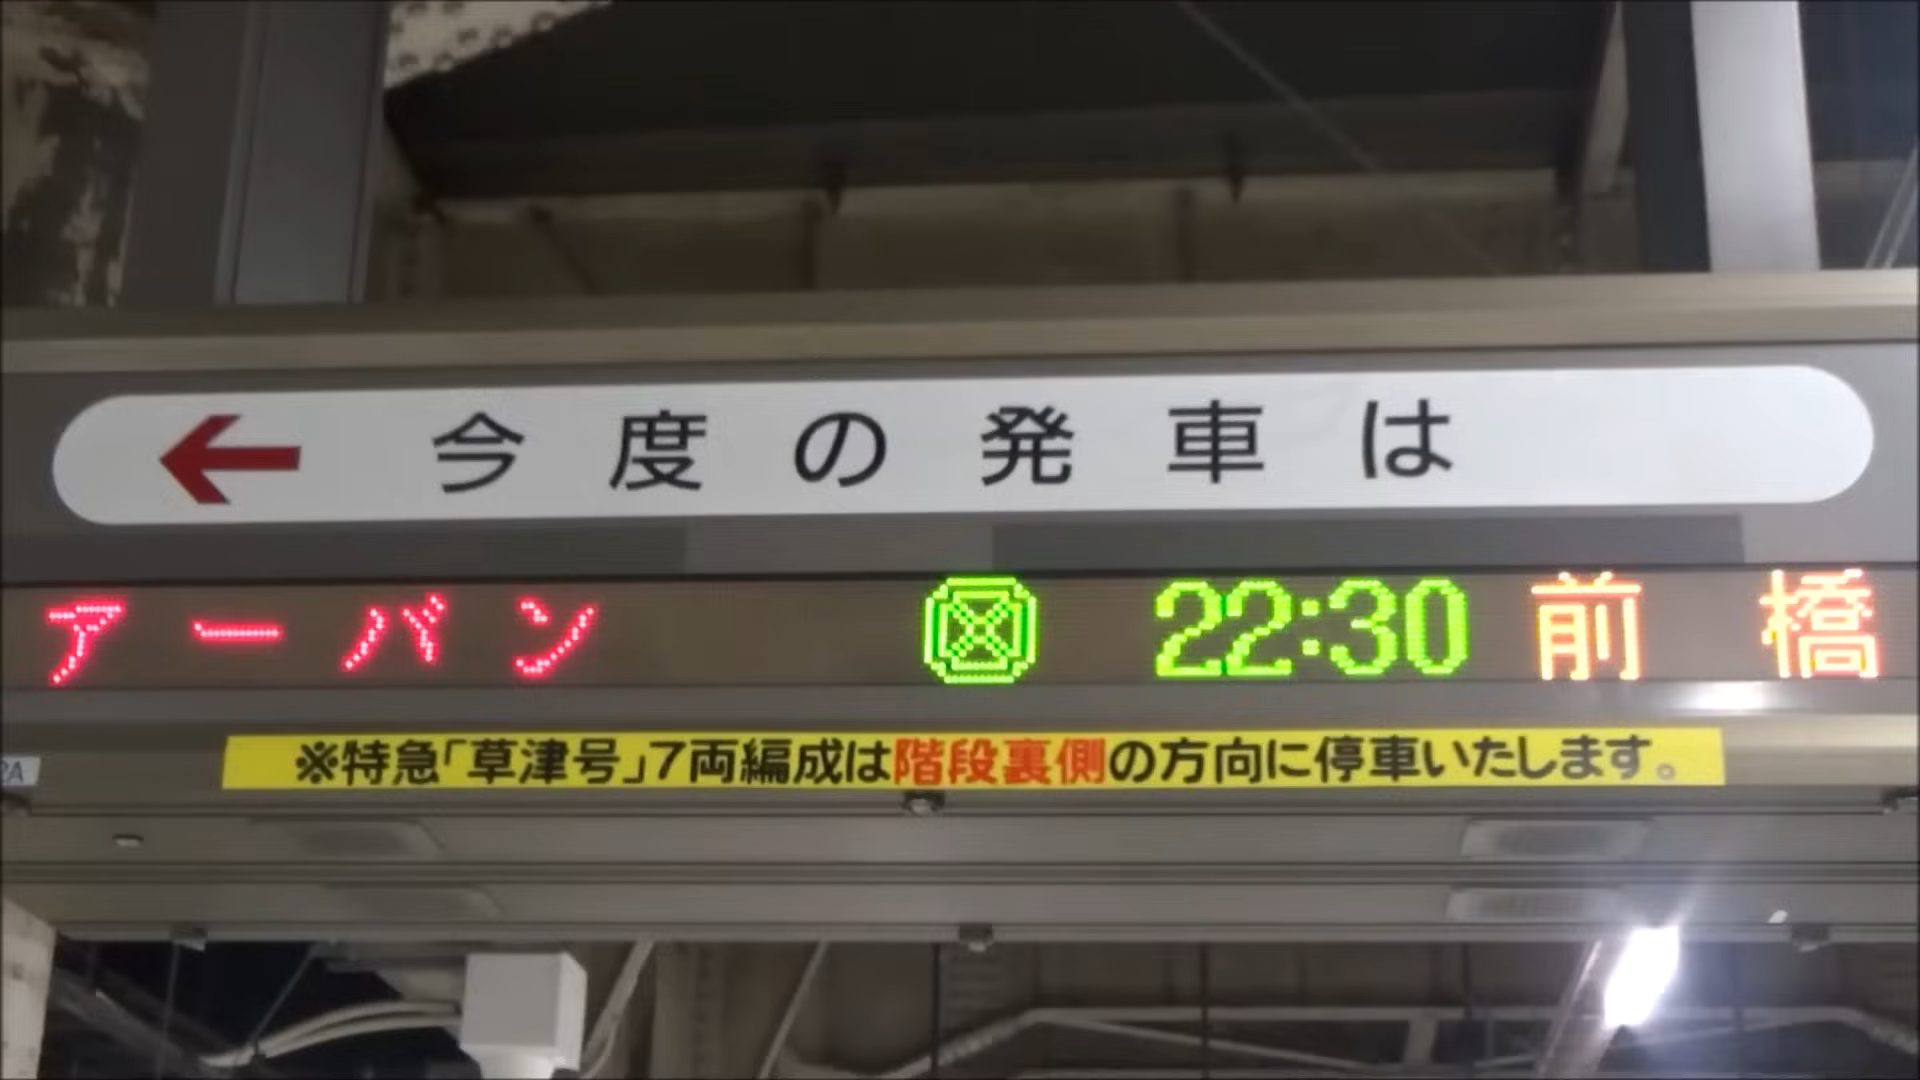 ← 今度の発車は
アーバン 22:30 前橋
※特急「草津号」7両編成は階段裏側の方向に停車いたします。
2A